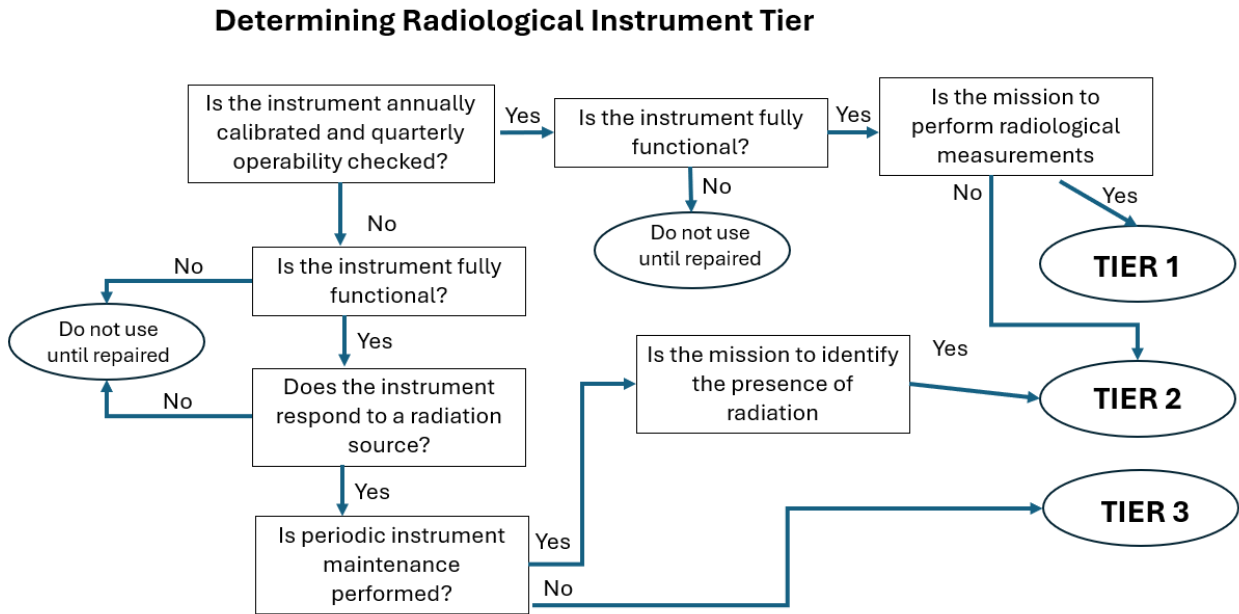 Determining Radiological Instrument Tier
Is the instrument annually
calibrated and quarterly
operability checked?
Yes
Is the instrument fully
functional?
Yes
Is the mission to
perform radiological
measurements
No
No
Yes
No
Do not use
until repaired
TIER 1
Is the instrument fully
functional?
No
Do not use
until repaired
Yes
Is the mission to identify
the presence of
radiation
Yes
Does the instrument
respond to a radiation
source?
No
TIER 2
Yes
Is periodic instrument
maintenance
performed?
Yes
No
TIER 3